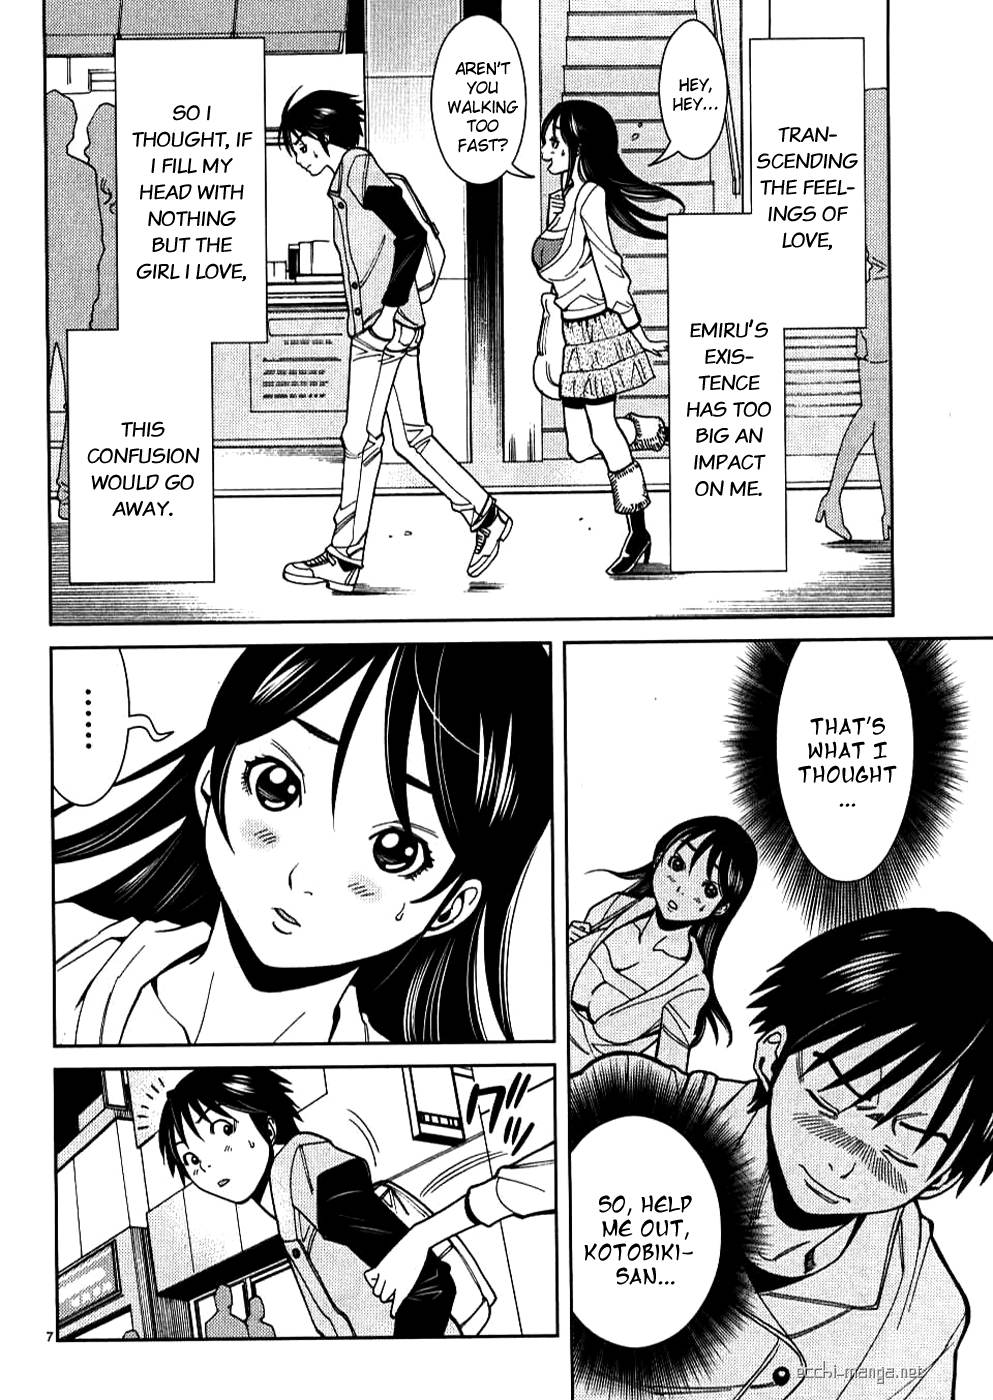 TRAN-
SCENDING
THE FEEL-
INGS OF
LOVE,
EMIRU'S
EXIS-
TENCE
HAS TOO
BIG AN
IMPACT
ON ME.
HEY,
HEY...
AREN'T
YOU
WALKING
TOO
FAST?
SO I
THOUGHT, IF
I FILL MY
HEAD WITH
NOTHING
BUT THE
GIRL I LOVE,
THIS
CONFUSION
WOULD GO
AWAY.
THAT'S
WHAT I
THOUGHT
...
SO, HELP
ME OUT,
KOTOBIKI-
SAN...
......
グッ
7
ecchi-manga.net